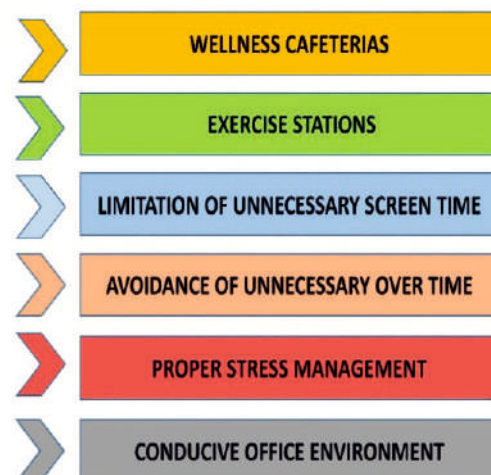 WELLNESS CAFETERIAS
EXERCISE STATIONS
LIMITATION OF UNNECESSARY SCREEN TIME
AVOIDANCE OF UNNECESSARY OVER TIME
PROPER STRESS MANAGEMENT
CONDUCIVE OFFICE ENVIRONMENT